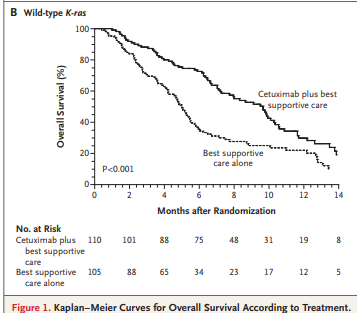 B Wild-type K-ras
100
80
60
40
20
0
Overall Survival (%)
Cetuximab plus best
supportive care
Best supportive
care alone
P<0.001
0 2 4 6 8 10 12 14
Months after Randomization
No. at Risk
Cetuximab plus 110 101 88 75 48 31 19 8
best supportive
care
Best supportive 105 88 65 34 23 17 12 5
care alone
Figure 1. Kaplan–Meier Curves for Overall Survival According to Treatment.